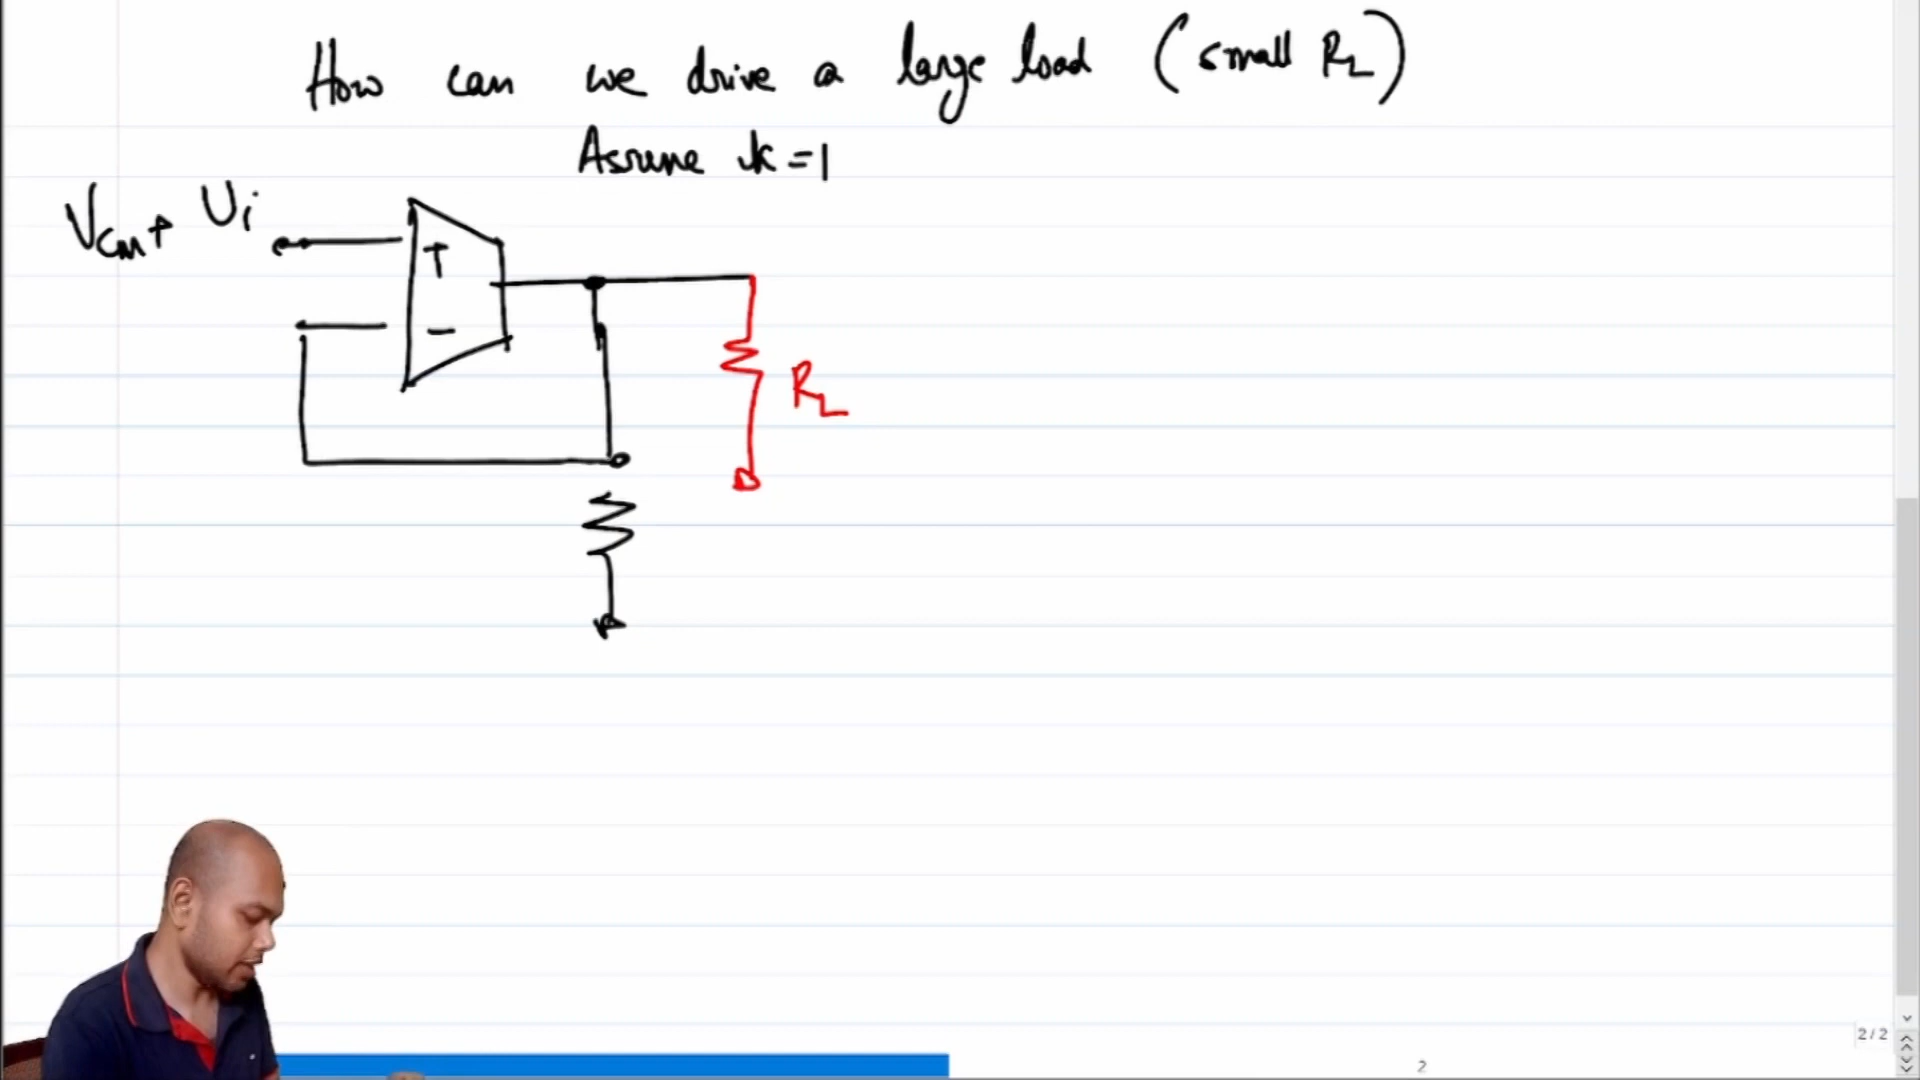 How can we drive a large load (small RL)
Assume k = 1
Vcm + Vi
+
-
RL
2 / 2
2